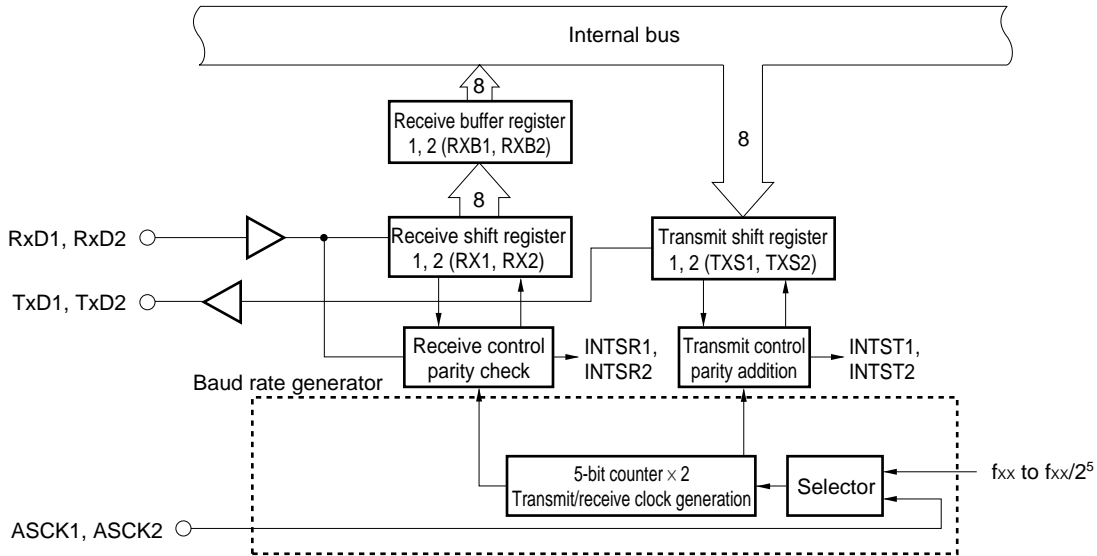 Internal bus
8
Receive buffer register
1, 2 (RXB1, RXB2)
8
8
RxD1, RxD2
Receive shift register
1, 2 (RX1, RX2)
Transmit shift register
1, 2 (TXS1, TXS2)
TxD1, TxD2
Receive control
parity check
INTSR1,
INTSR2
Transmit control
parity addition
INTST1,
INTST2
Baud rate generator
5-bit counter × 2
Transmit/receive clock generation
Selector
fxx to fxx/2⁵
ASCK1, ASCK2